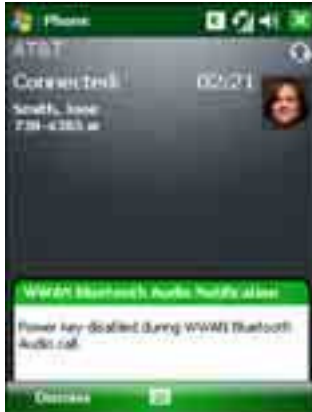 Phone
AT&T
Connected 02:21
Smith, Jane
WWAN Bluetooth Audio Notification
Power key disabled during WWAN Bluetooth
Audio call.
Dismiss